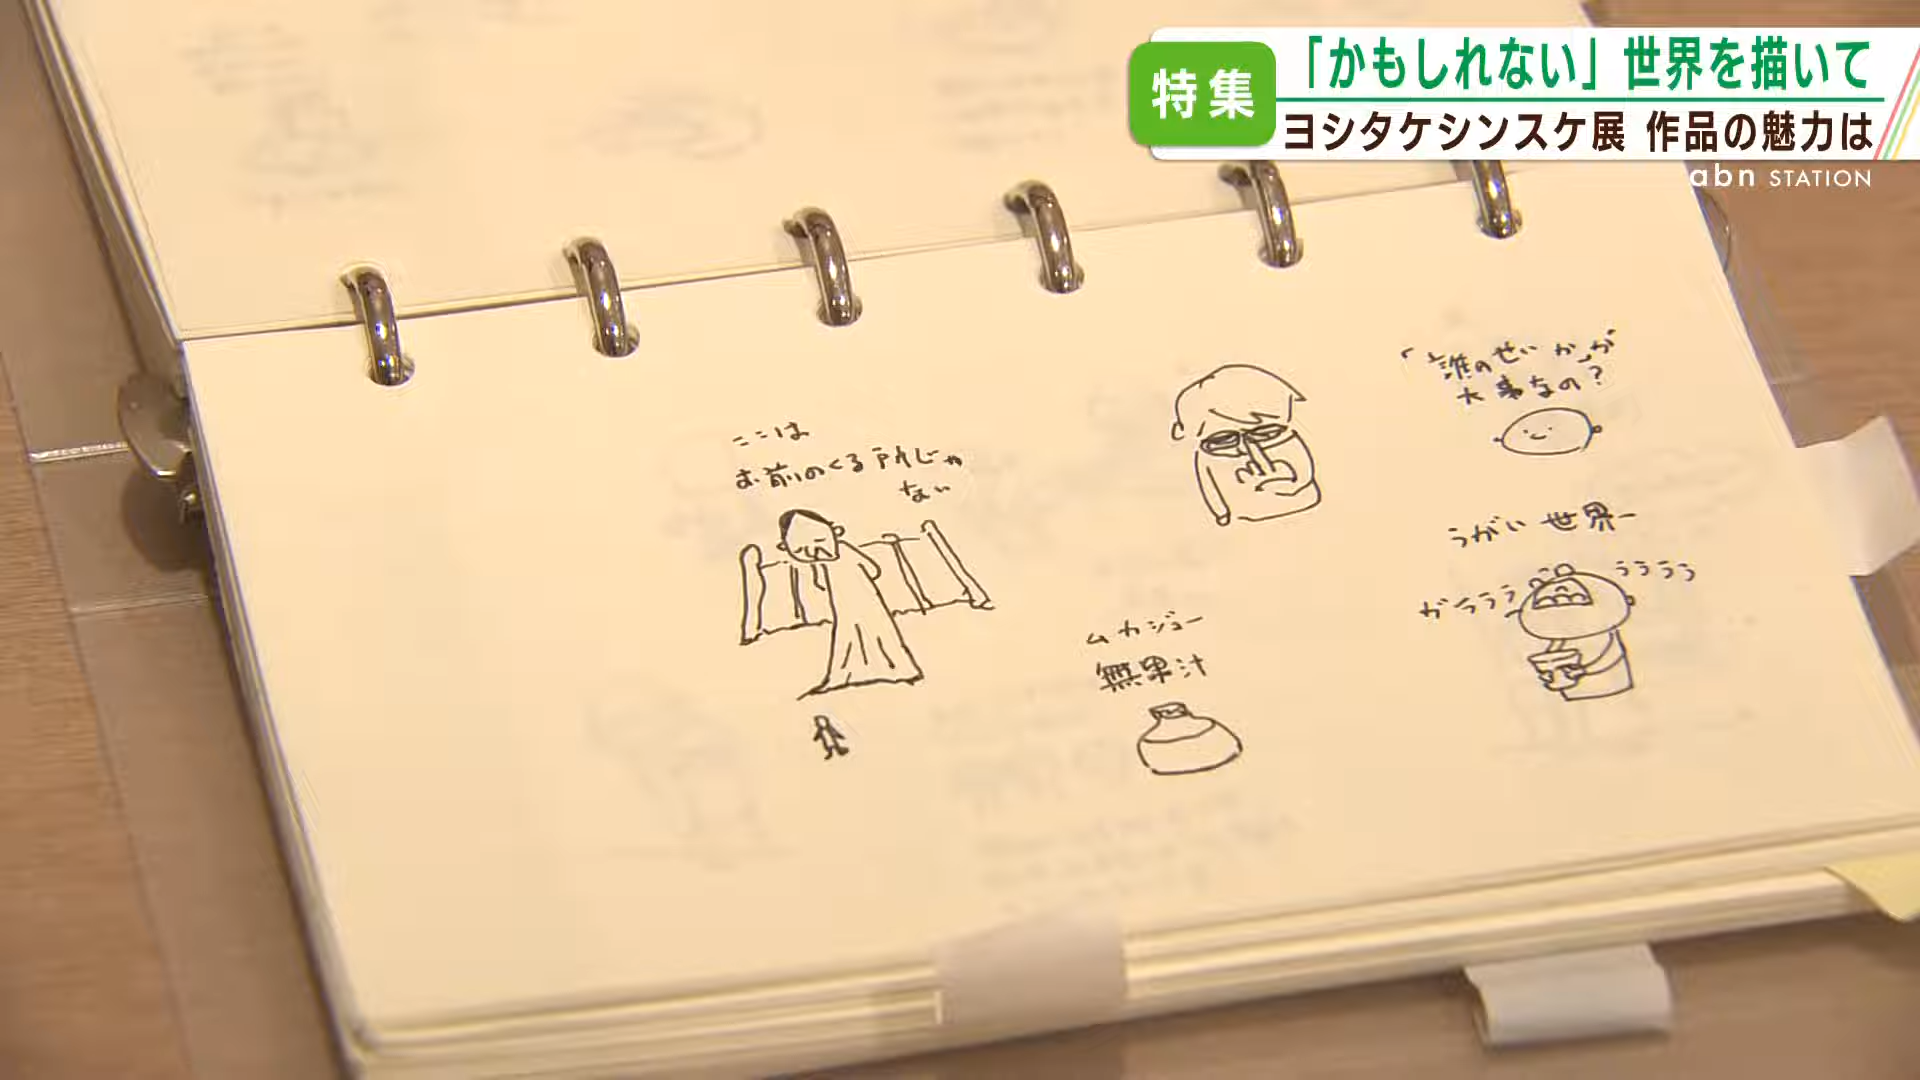 特集
「かもしれない」世界を描いて
ヨシタケシンスケ展 作品の魅力は
abn STATION
ここは
お前のくる所じゃ
ない
「誰のせいか」が
大事なの?
うがい世界一
ガラララ
うううう
ムカジュー
無果汁